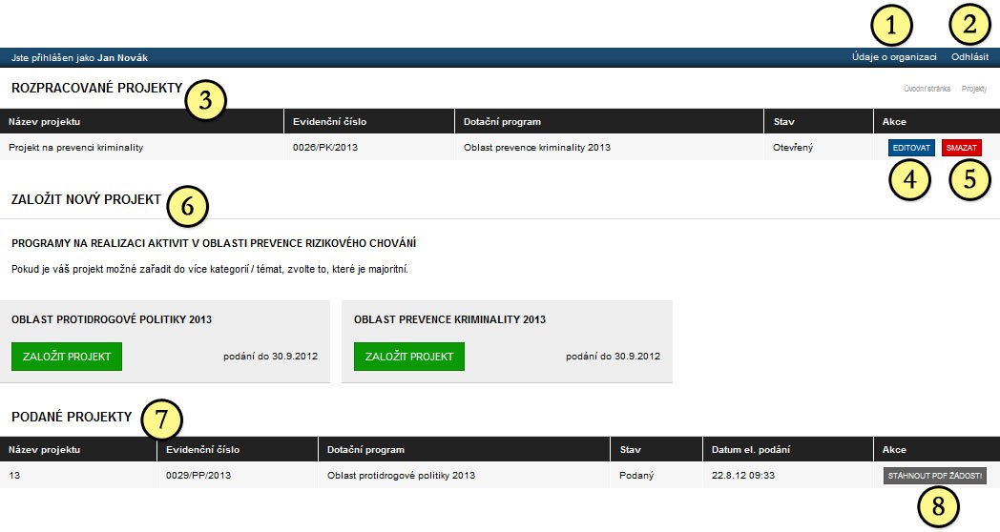 1 2
Jste přihlášen jako Jan Novák Údaje o organizaci Odhlásit
ROZPRACOVANÉ PROJEKTY 3 Úvodní stránka Projekty
Název projektu Evidenční číslo Dotační program Stav Akce
Projekt na prevenci kriminality 0026/PK/2013 Oblast prevence kriminality 2013 Otevřený EDITOVAT SMAZAT
4 5
ZALOŽIT NOVÝ PROJEKT 6
PROGRAMY NA REALIZACI AKTIVIT V OBLASTI PREVENCE RIZIKOVÉHO CHOVÁNÍ
Pokud je váš projekt možné zařadit do více kategorií / témat, zvolte to, které je majoritní.
OBLAST PROTIDROGOVÉ POLITIKY 2013 OBLAST PREVENCE KRIMINALITY 2013
ZALOŽIT PROJEKT podání do 30.9.2012 ZALOŽIT PROJEKT podání do 30.9.2012
PODANÉ PROJEKTY 7
Název projektu Evidenční číslo Dotační program Stav Datum el. podání Akce
13 0029/PP/2013 Oblast protidrogové politiky 2013 Podaný 22.8.12 09:33 STÁHNOUT PDF ŽÁDOSTI
8